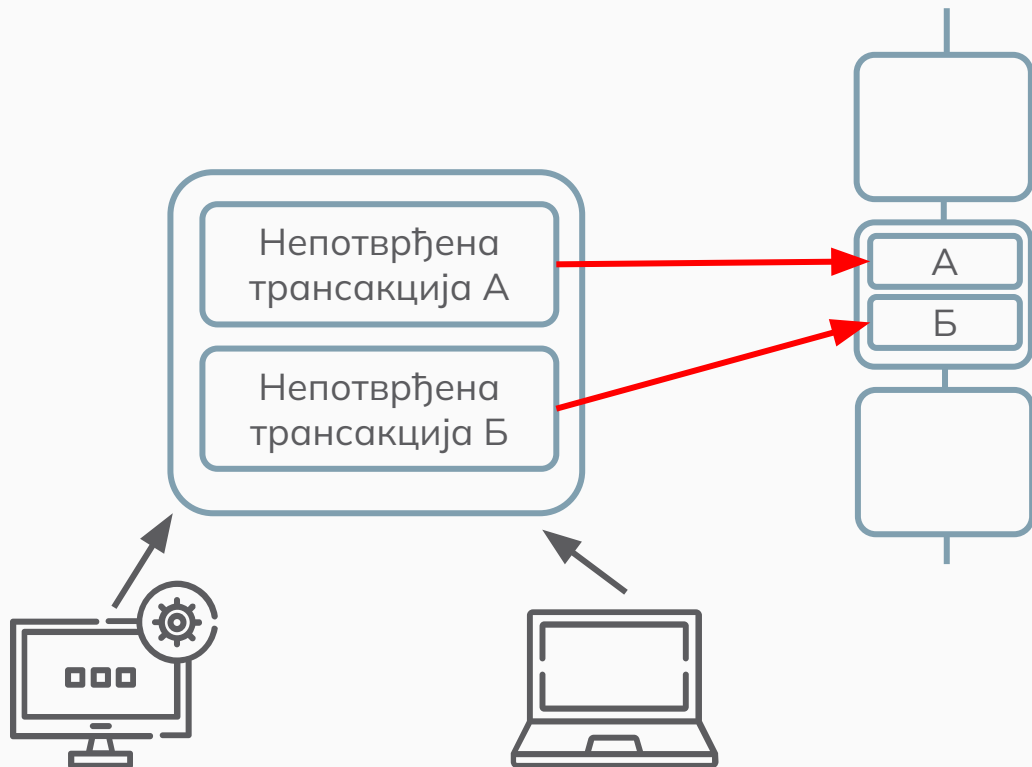 Непотврђена
трансакција А
Непотврђена
трансакција Б
А
Б